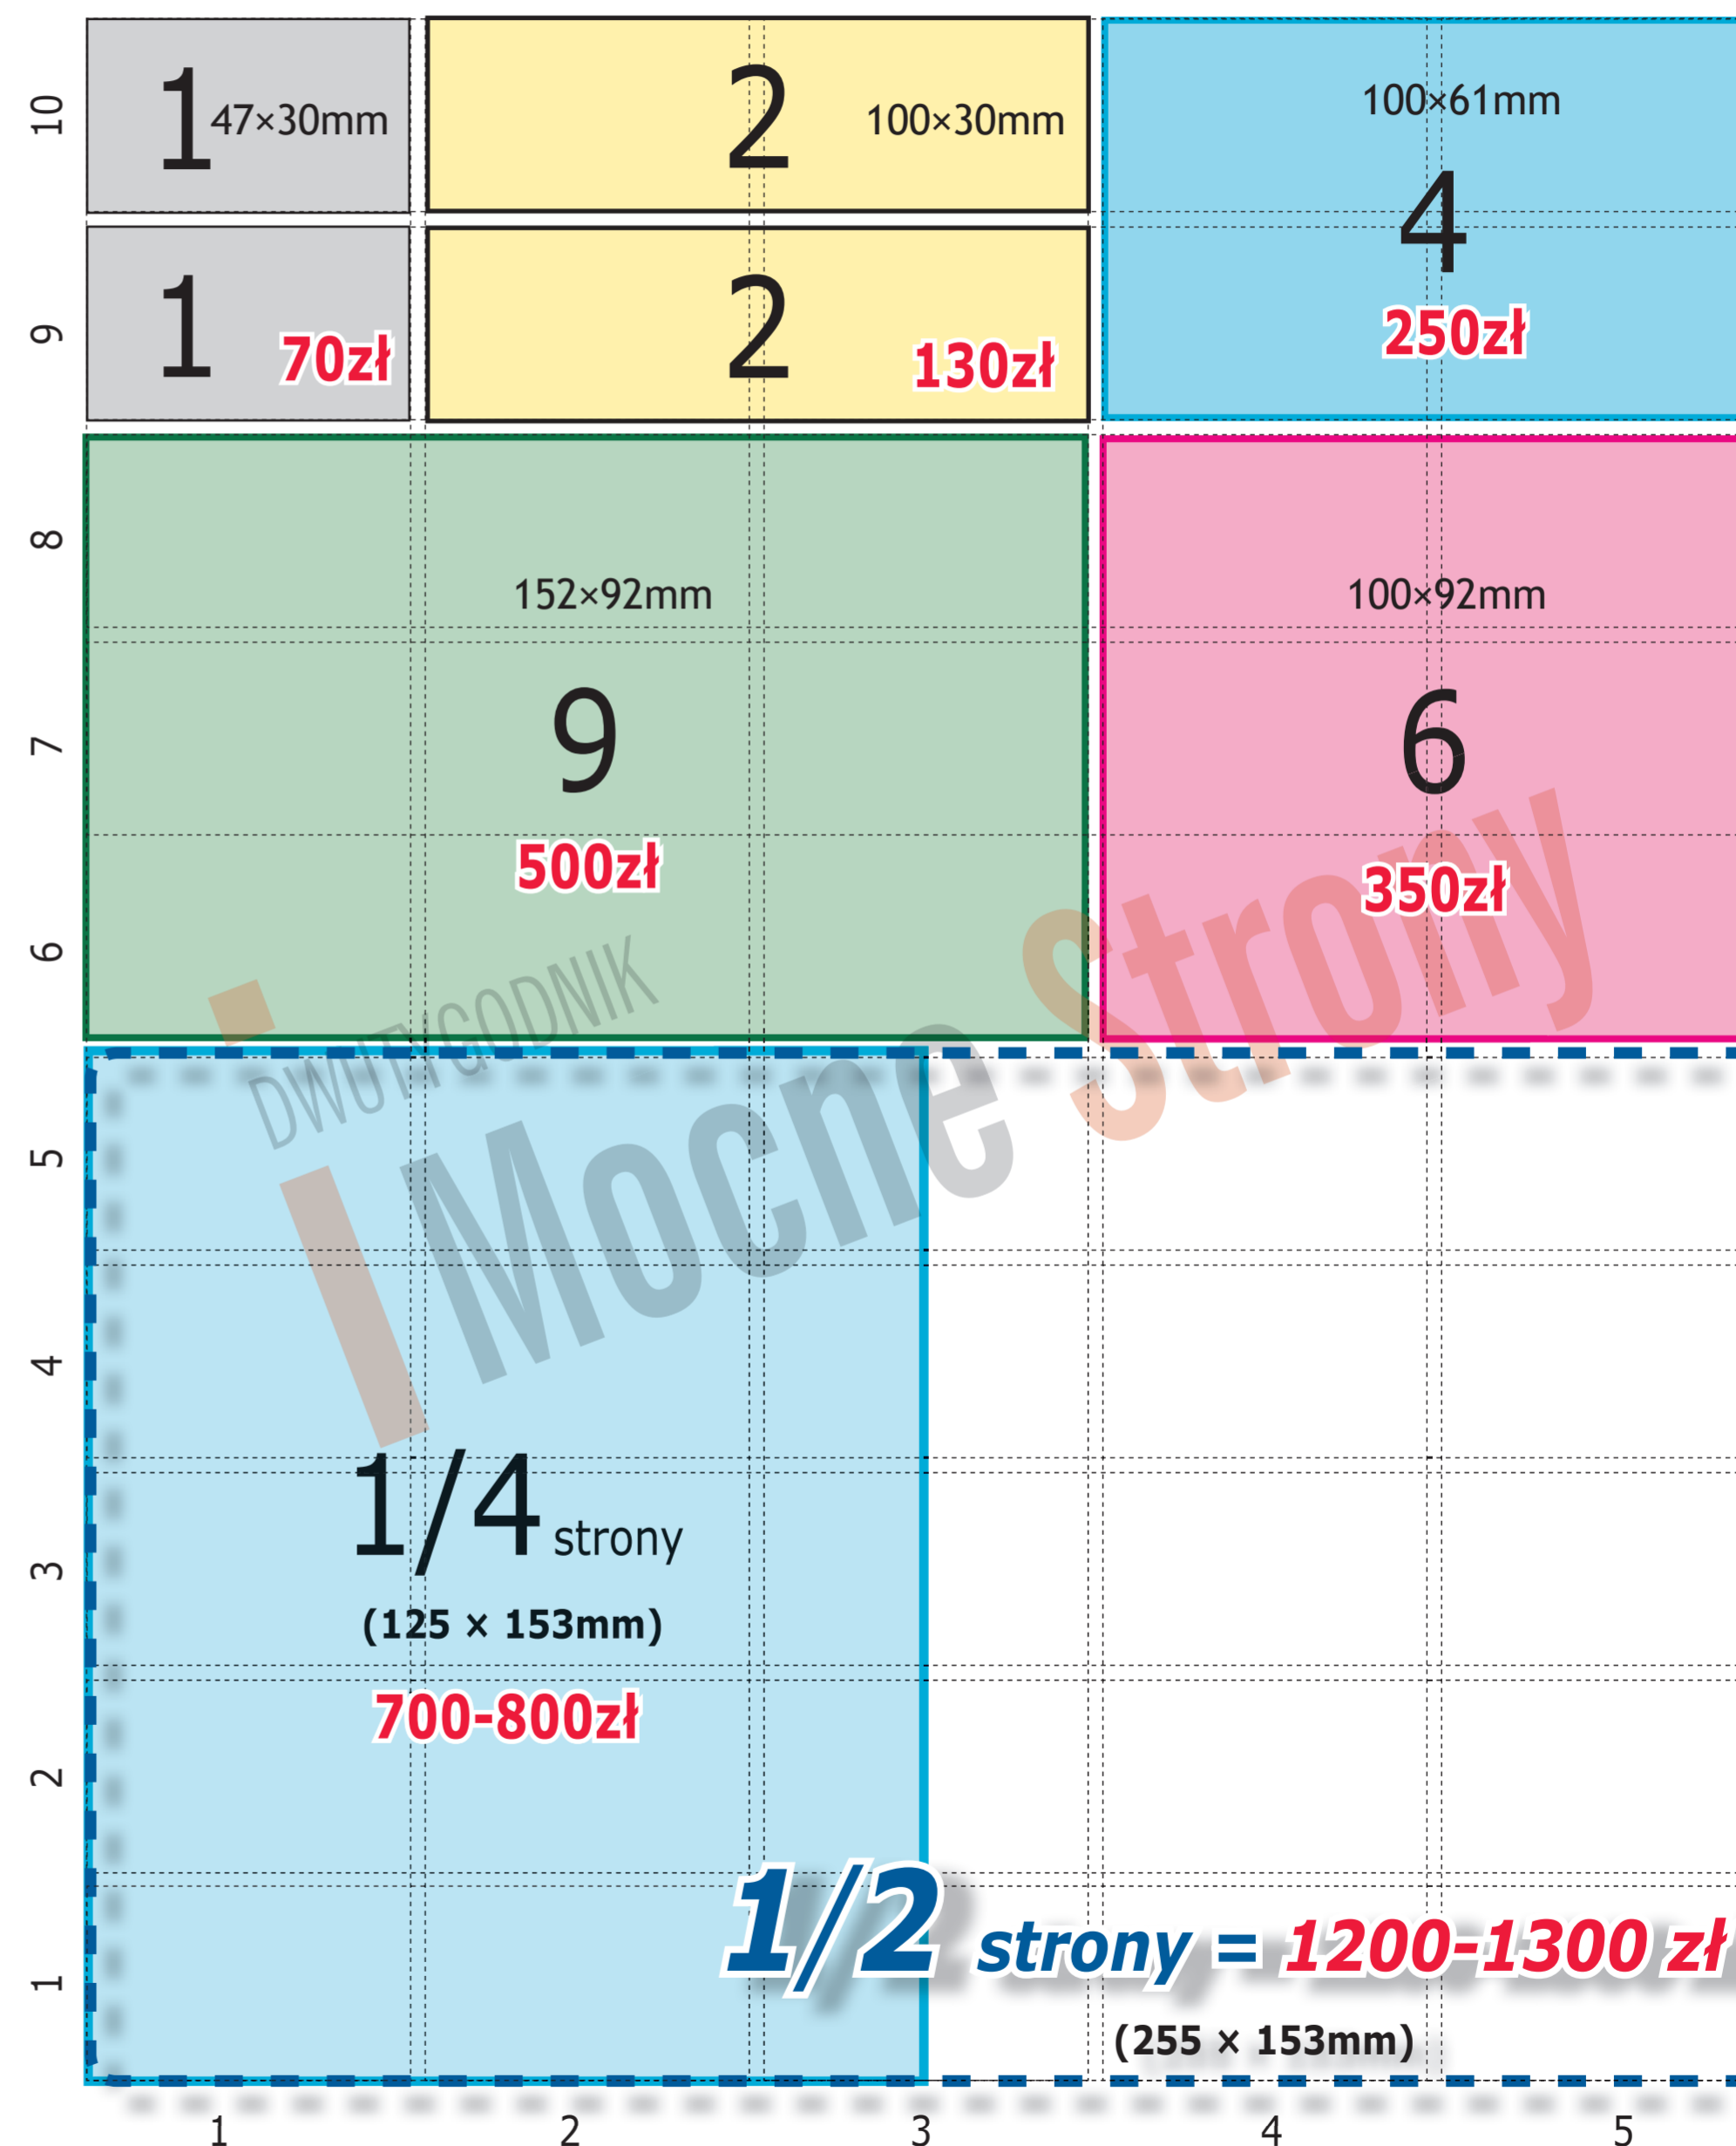 10
1 47×30mm
2 100×30mm
100×61mm
4
250zł
9
1 70zł
2 130zł
8
152×92mm
100×92mm
7
9
6
500zł
350zł
6
DWUTYGODNIK
i Mocne Strony
5
4
1/4 strony
3
(125 × 153mm)
700-800zł
2
1/2 strony = 1200-1300 zł
1
(255 × 153mm)
1 2 3 4 5